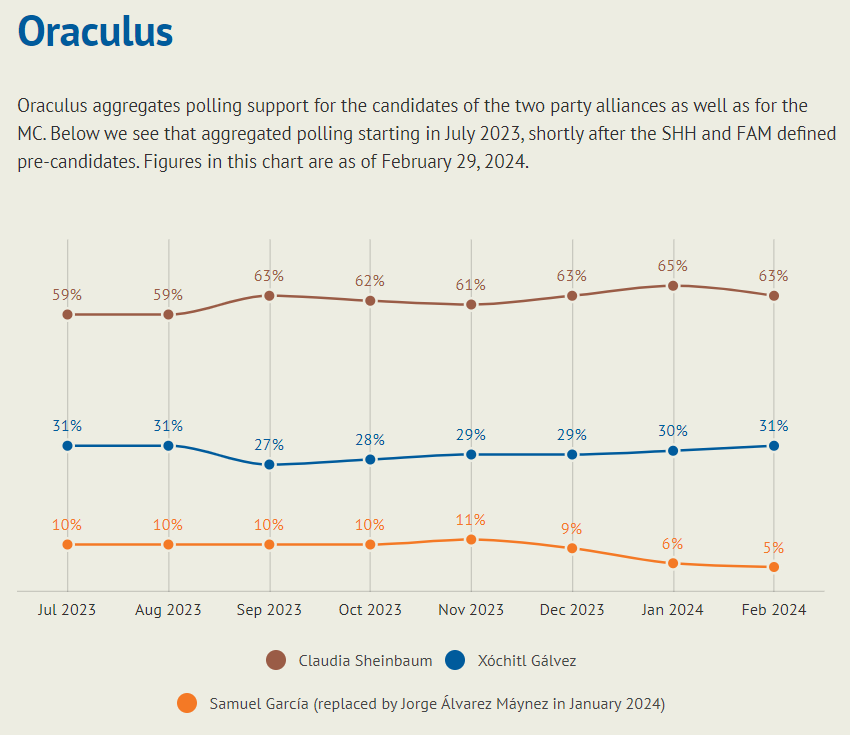 Oraculus
Oraculus aggregates polling support for the candidates of the two party alliances as well as for the
MC. Below we see that aggregated polling starting in July 2023, shortly after the SHH and FAM defined
pre-candidates. Figures in this chart are as of February 29, 2024.
59% 59% 63% 62% 61% 63% 65% 63%
31% 31% 27% 28% 29% 29% 30% 31%
10% 10% 10% 10% 11% 9% 6% 5%
Jul 2023 Aug 2023 Sep 2023 Oct 2023 Nov 2023 Dec 2023 Jan 2024 Feb 2024
Claudia Sheinbaum Xóchitl Gálvez
Samuel García (replaced by Jorge Álvarez Máynez in January 2024)